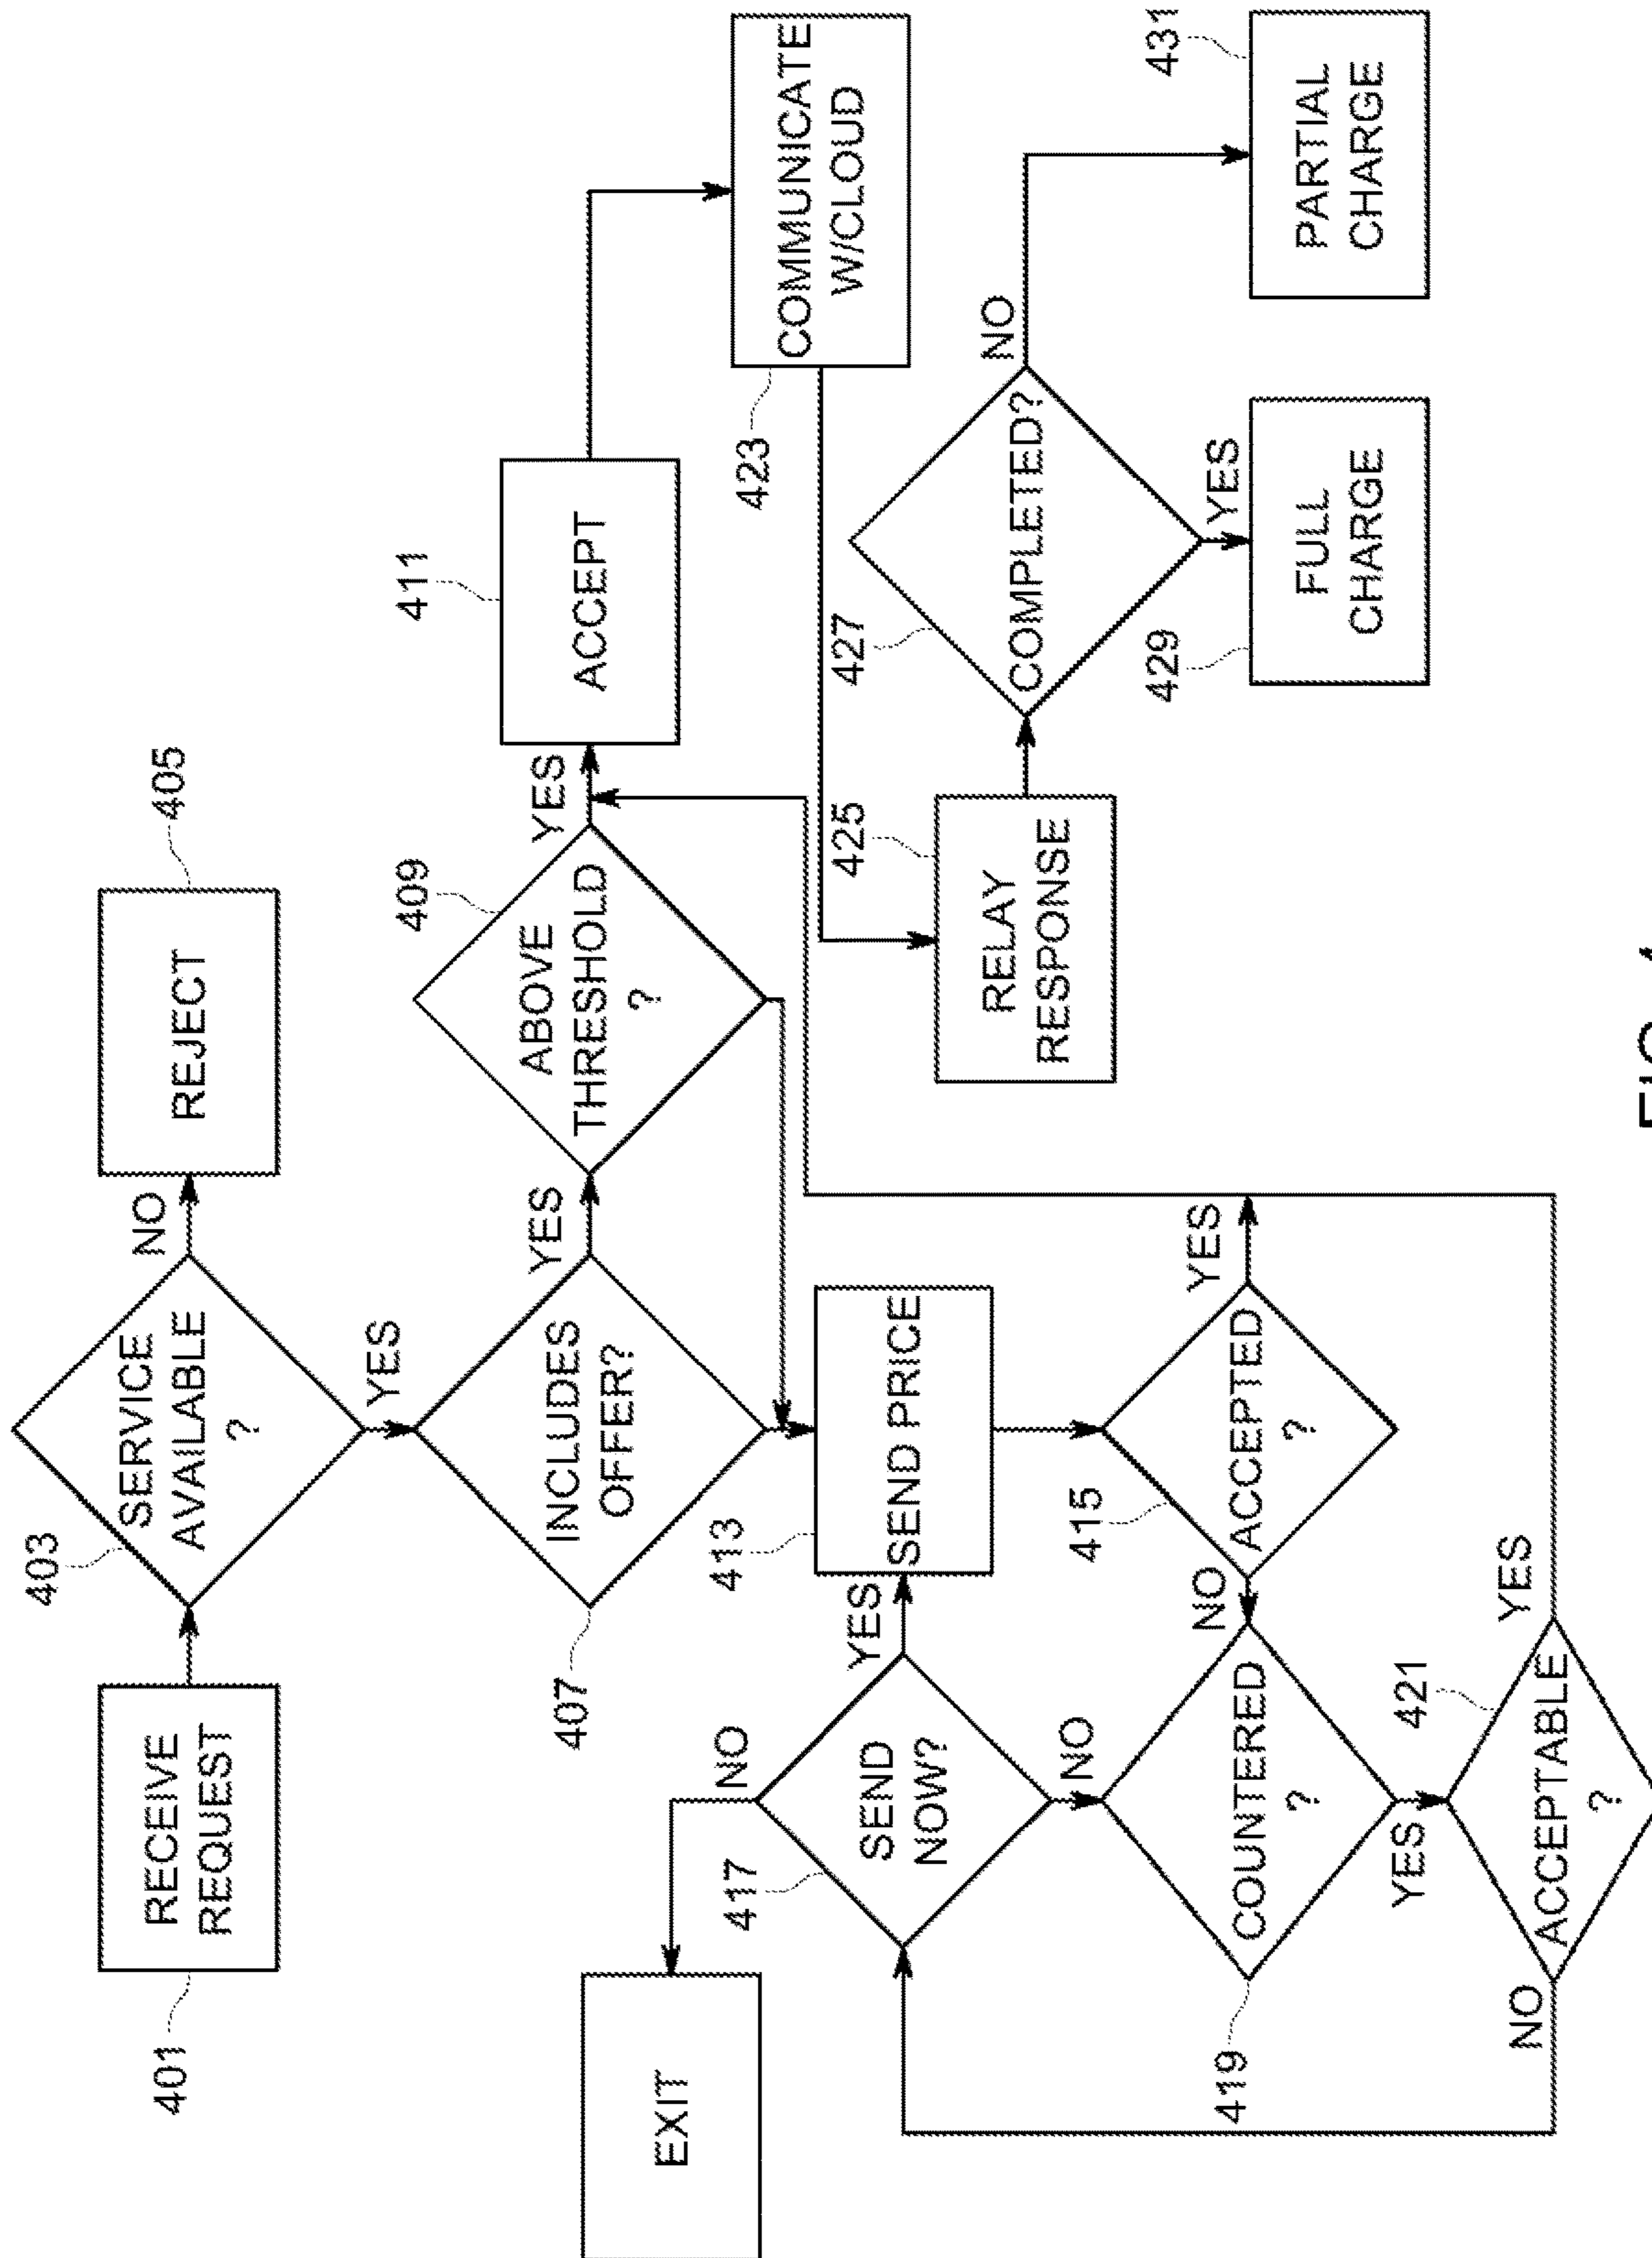 401
RECEIVE
REQUEST
403
SERVICE
AVAILABLE
?
NO
REJECT
405
YES
407
INCLUDES
OFFER?
YES
409
ABOVE
THRESHOLD
?
YES
411
ACCEPT
EXIT
NO
417
SEND
NOW?
YES
413
SEND PRICE
423
COMMUNICATE
W/CLOUD
NO
425
RELAY
RESPONSE
427
COMPLETED?
NO
419
COUNTERED
?
NO
415
ACCEPTED
?
YES
YES
YES
429
FULL
CHARGE
431
PARTIAL
CHARGE
NO
421
ACCEPTABLE
?
YES